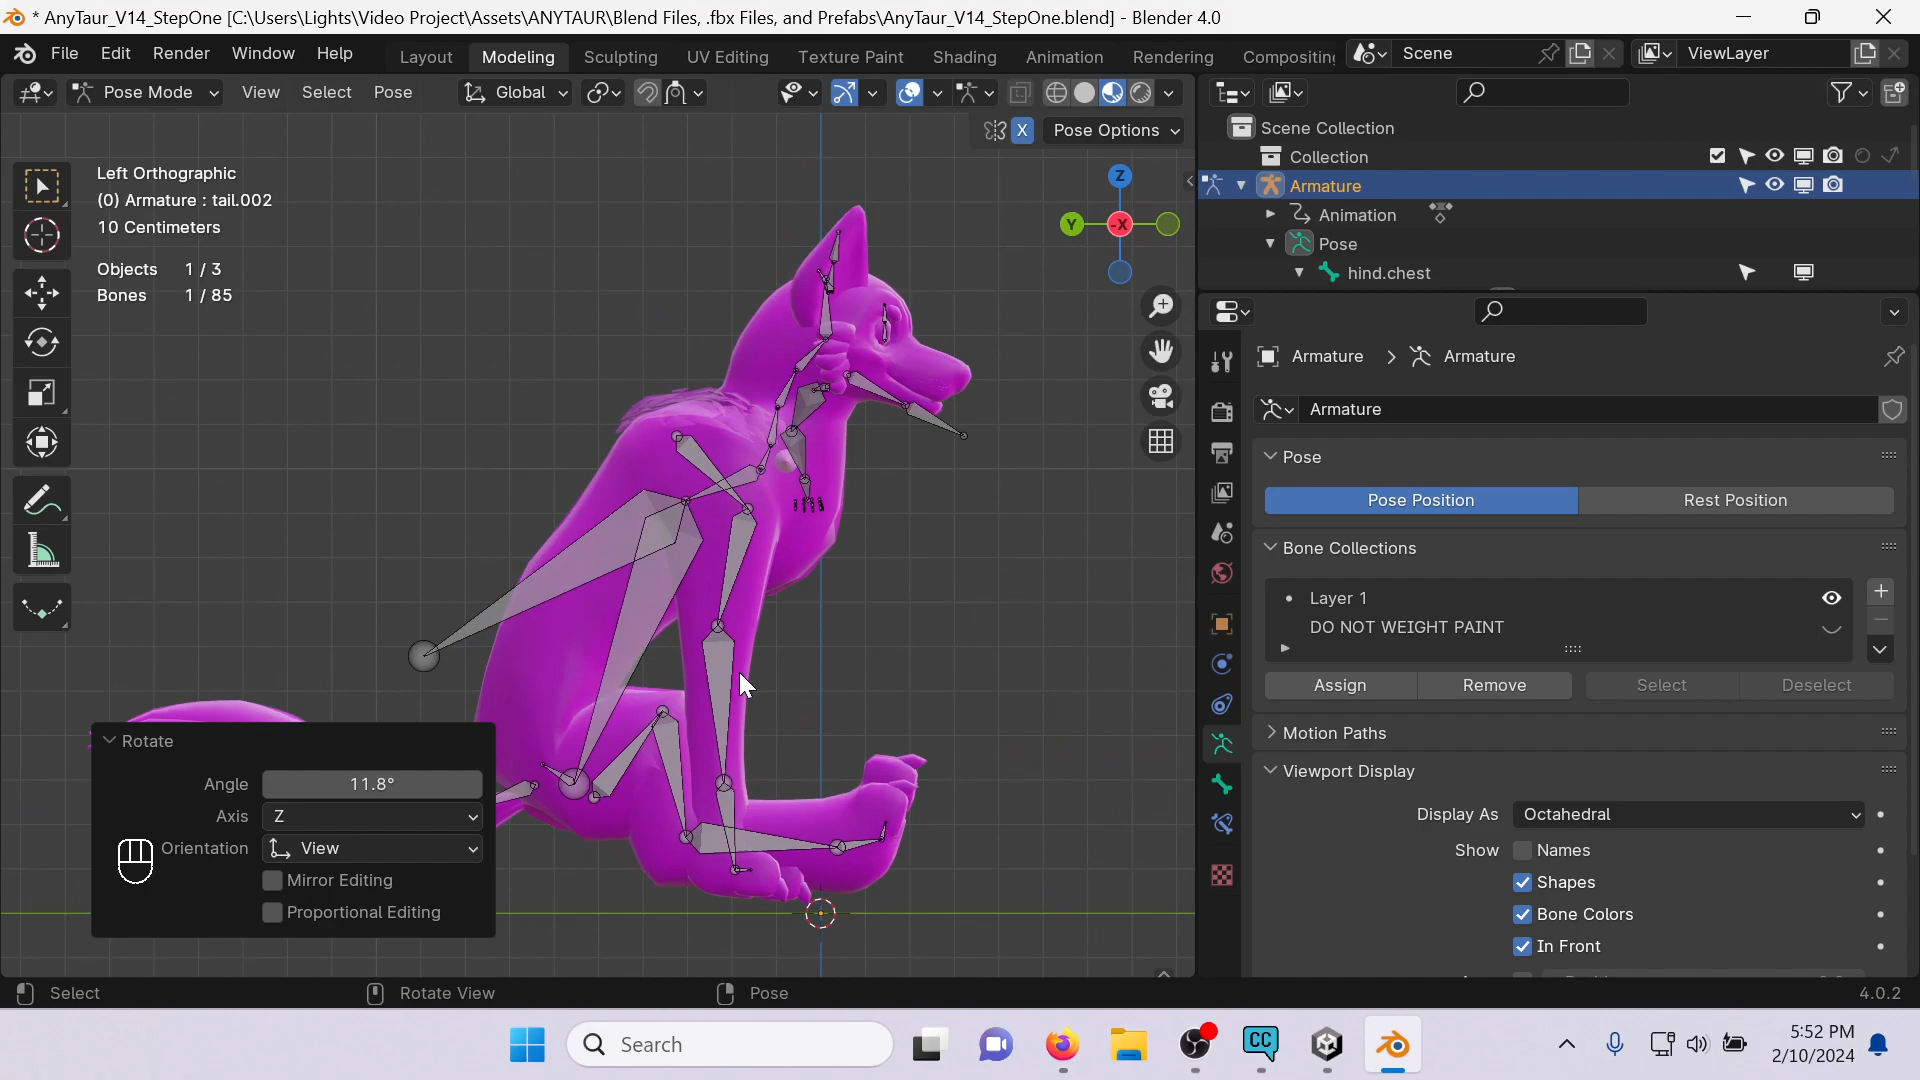 * AnyTaur_V14_StepOne [C:\Users\Lights\Video Project\Assets\ANYTAUR\Blend Files, .fbx Files, and Prefabs\AnyTaur_V14_StepOne.blend] - Blender 4.0
File Edit Render Window Help Layout Modeling Sculpting UV Editing Texture Paint Shading Animation Rendering Compositing Scene ViewLayer
Pose Mode View Select Pose Global
X Pose Options
Left Orthographic
(0) Armature : tail.002
10 Centimeters
Objects 1 / 3
Bones 1 / 85
Z
Y -X
Rotate
Angle 11.8°
Axis Z
Orientation View
Mirror Editing
Proportional Editing
Scene Collection
Collection
Armature
Animation
Pose
hind.chest
Armature > Armature
Armature
Pose
Pose Position Rest Position
Bone Collections
Layer 1
DO NOT WEIGHT PAINT
Assign Remove Select Deselect
Motion Paths
Viewport Display
Display As Octahedral
Show Names
Shapes
Bone Colors
In Front
Select Rotate View Pose 4.0.2
Search CC 5:52 PM
2/10/2024